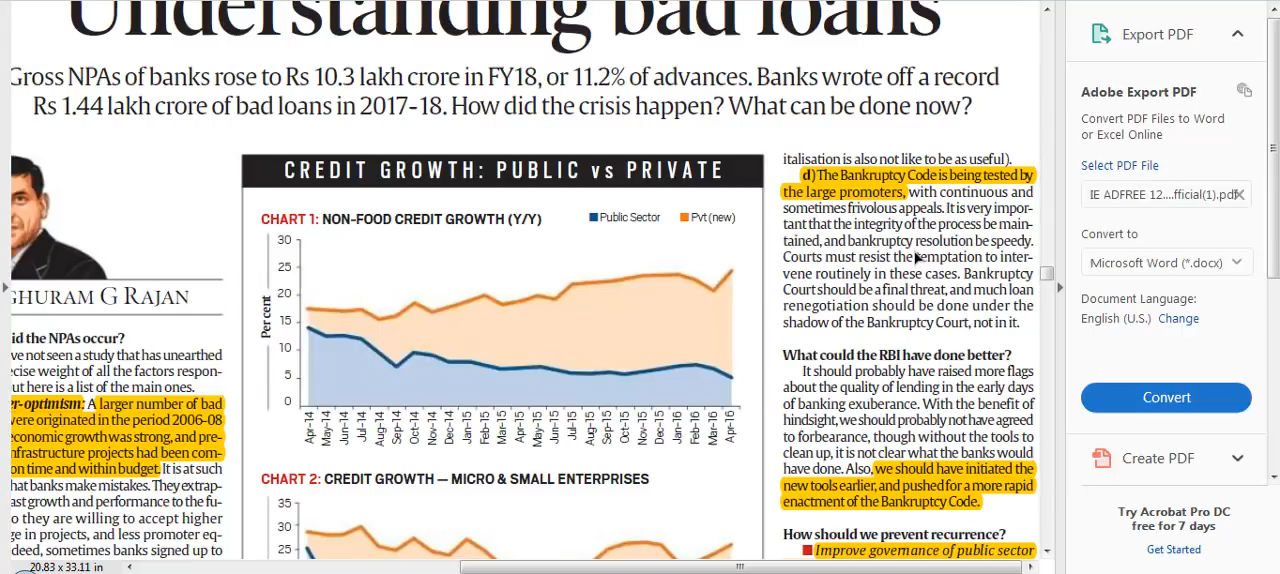 Understanding bad loans
Gross NPAs of banks rose to Rs 10.3 lakh crore in FY18, or 11.2% of advances. Banks wrote off a record
Rs 1.44 lakh crore of bad loans in 2017-18. How did the crisis happen? What can be done now?
GHURAM G RAJAN
id the NPAs occur?
ve not seen a study that has unearthed
cise weight of all the factors respon-
ut here is a list of the main ones.
er-optimism: A larger number of bad
vere originated in the period 2006-08
economic growth was strong, and pre-
nfrastructure projects had been com-
on time and within budget. It is at such
hat banks make mistakes. They extrap-
ast growth and performance to the fu-
o they are willing to accept higher
ge in projects, and less promoter eq-
deed, sometimes banks signed up to
CREDIT GROWTH: PUBLIC vs PRIVATE
CHART 1: NON-FOOD CREDIT GROWTH (Y/Y)
Public Sector
Pvt (new)
Per cent
30
25
20
15
10
5
0
Apr-14
May-14
Jun-14
Jul-14
Aug-14
Sep-14
Oct-14
Nov-14
Dec-14
Jan-15
Feb-15
Mar-15
Apr-15
May-15
Jun-15
Jul-15
Aug-15
Sep-15
Oct-15
Nov-15
Dec-15
Jan-16
Feb-16
Mar-16
Apr-16
CHART 2: CREDIT GROWTH — MICRO & SMALL ENTERPRISES
35
30
25
italisation is also not like to be as useful).
d) The Bankruptcy Code is being tested by
the large promoters, with continuous and
sometimes frivolous appeals. It is very impor-
tant that the integrity of the process be main-
tained, and bankruptcy resolution be speedy.
Courts must resist the temptation to inter-
vene routinely in these cases. Bankruptcy
Court should be a final threat, and much loan
renegotiation should be done under the
shadow of the Bankruptcy Court, not in it.
What could the RBI have done better?
It should probably have raised more flags
about the quality of lending in the early days
of banking exuberance. With the benefit of
hindsight, we should probably not have agreed
to forbearance, though without the tools to
clean up, it is not clear what the banks would
have done. Also, we should have initiated the
new tools earlier, and pushed for a more rapid
enactment of the Bankruptcy Code.
How should we prevent recurrence?
Improve governance of public sector
20.83 x 33.11 in
Export PDF
Adobe Export PDF
Convert PDF Files to Word
or Excel Online
Select PDF File
IE ADFREE 12....fficial(1).pdf
Convert to
Microsoft Word (*.docx)
Document Language:
English (U.S.) Change
Convert
Create PDF
Try Acrobat Pro DC
free for 7 days
Get Started